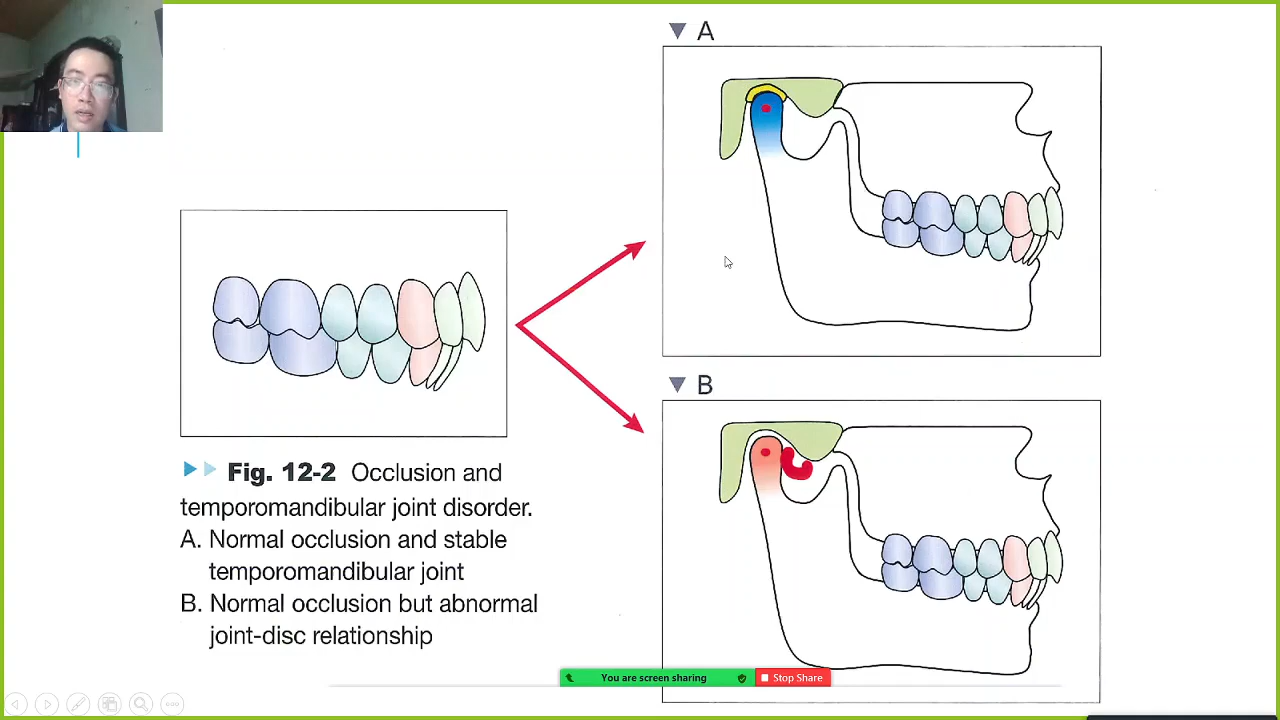 A
B
Fig. 12-2 Occlusion and
temporomandibular joint disorder.
A. Normal occlusion and stable
temporomandibular joint
B. Normal occlusion but abnormal
joint-disc relationship
You are screen sharing
Stop Share